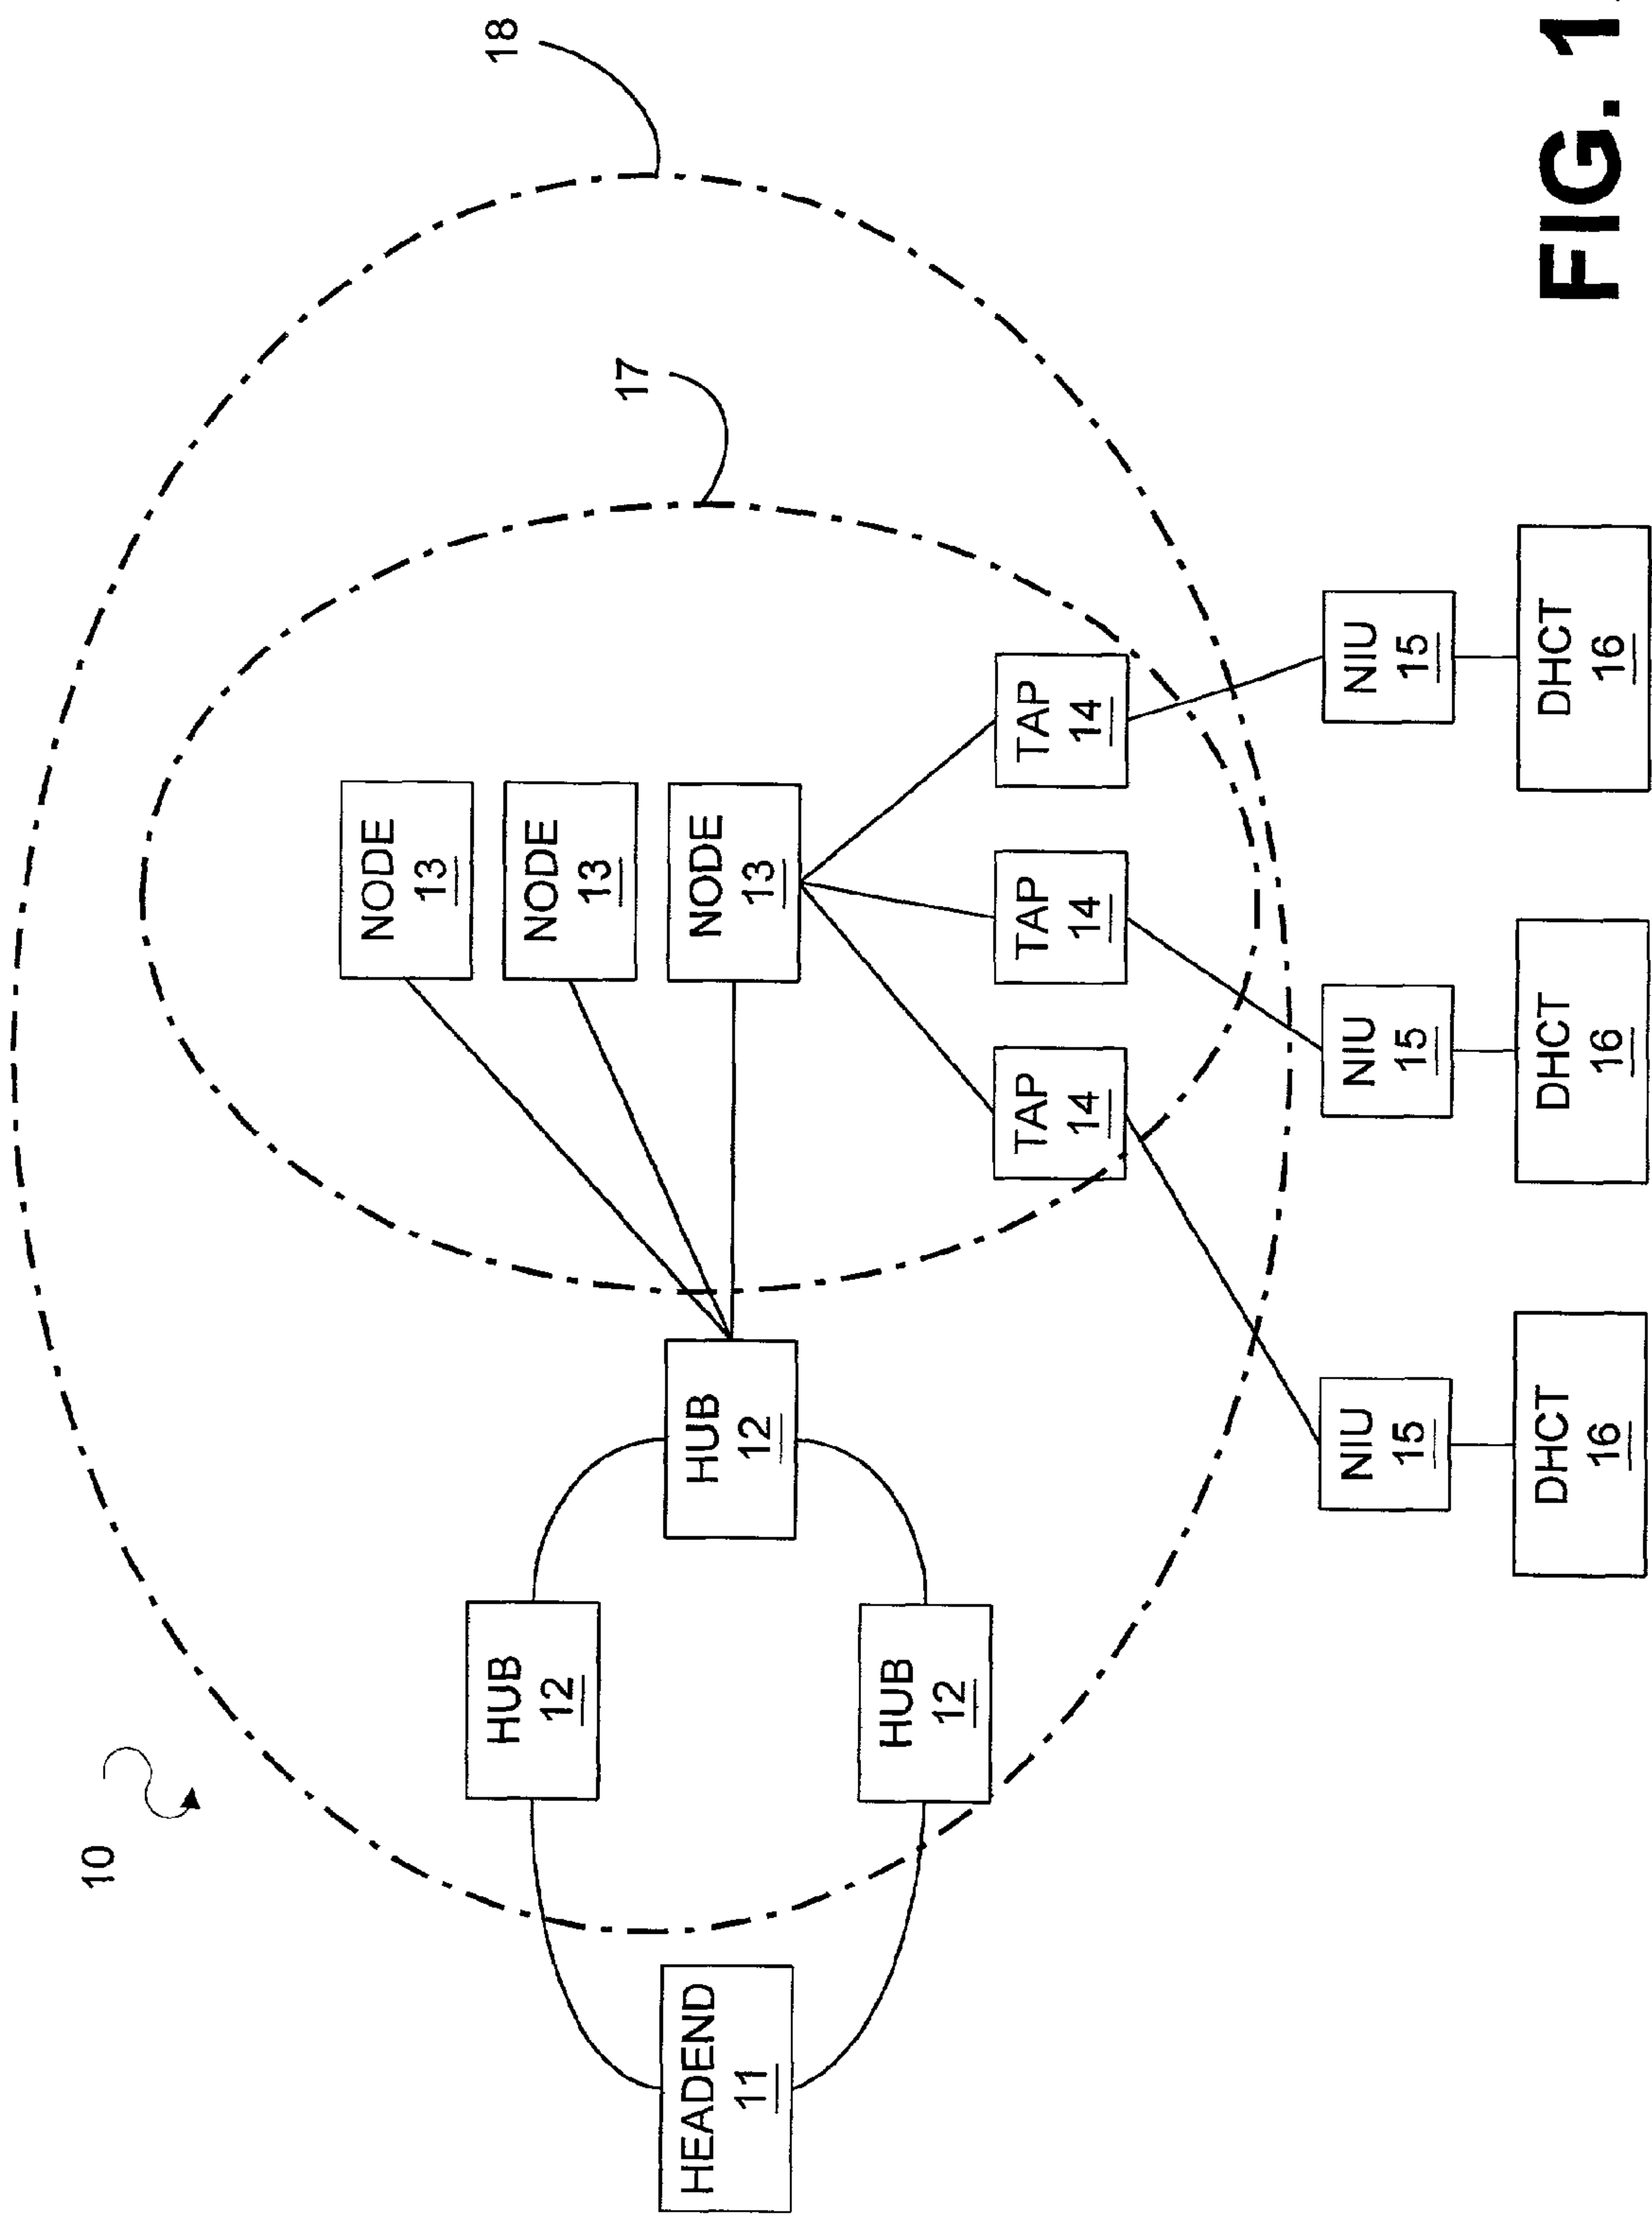 10
NODE
13
18
HUB
12
NODE
13
17
HEADEND
11
HUB
12
NODE
13
HUB
12
TAP
14
TAP
14
TAP
14
NIU
15
NIU
15
NIU
15
DHCT
16
DHCT
16
DHCT
16
FIG. 1